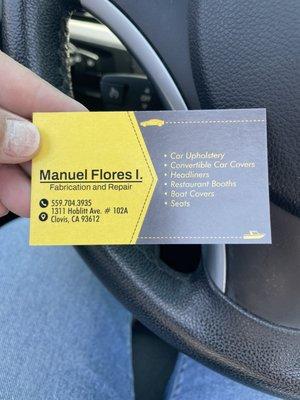 Manuel Flores I.
Fabrication and Repair
559.704.3935
1311 Hoblitt Ave. # 102A
Clovis, CA 93612
• Car Upholstery
• Convertible Car Covers
• Headliners
• Restaurant Booths
• Boat Covers
• Seats